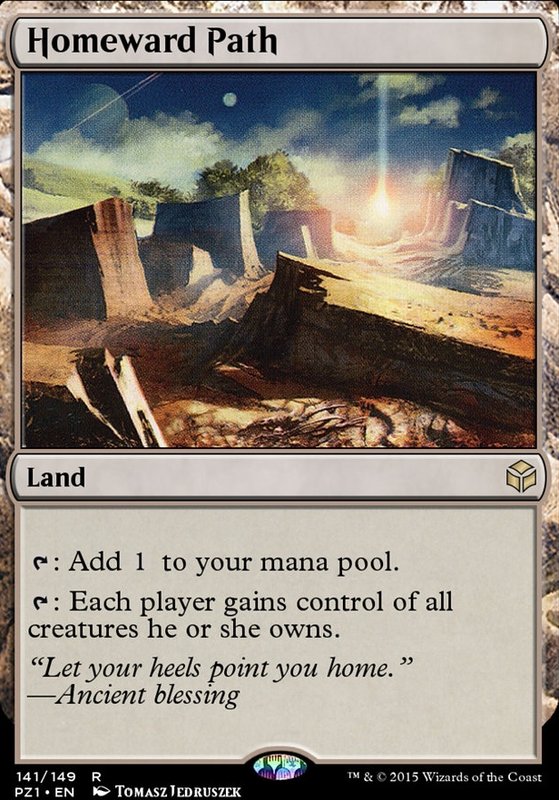 Homeward Path
Land
: Add 1 to your mana pool.
: Each player gains control of all
creatures he or she owns.
“Let your heels point you home.”
—Ancient blessing
141/149 R
PZ1 • EN Tomasz Jedruszek
™ & © 2015 Wizards of the Coast